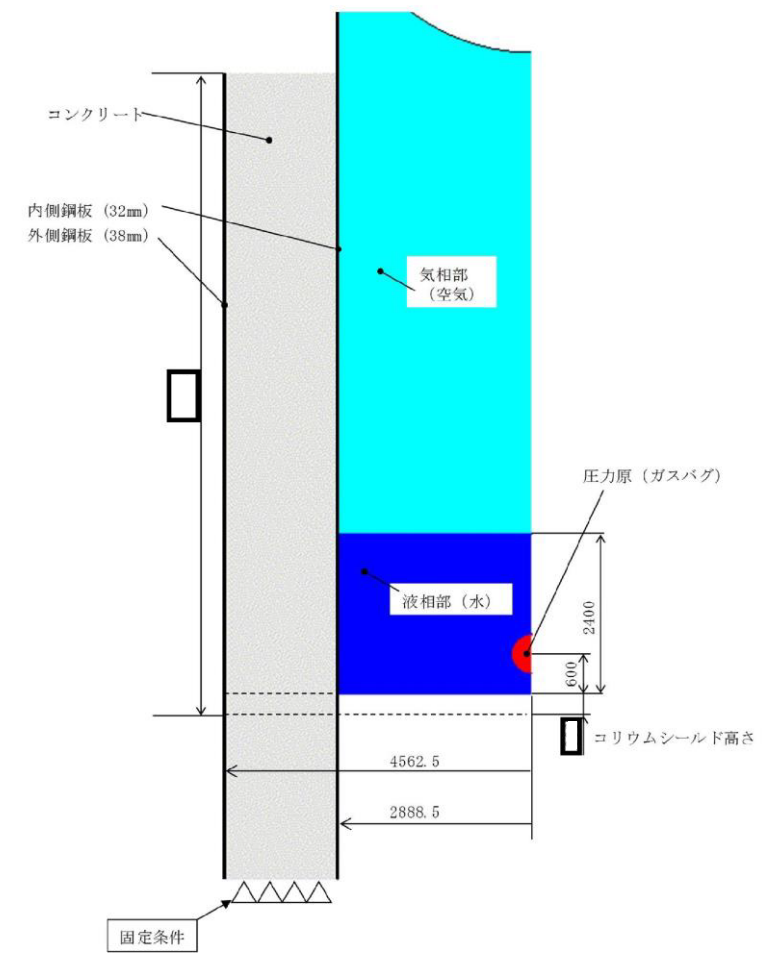 コンクリート
内側鋼板 (32㎜)
外側鋼板 (38㎜)
気相部
(空気)
圧力原 (ガスバグ)
液相部 (水)
2400
600
コリウムシールド高さ
4562.5
2888.5
固定条件